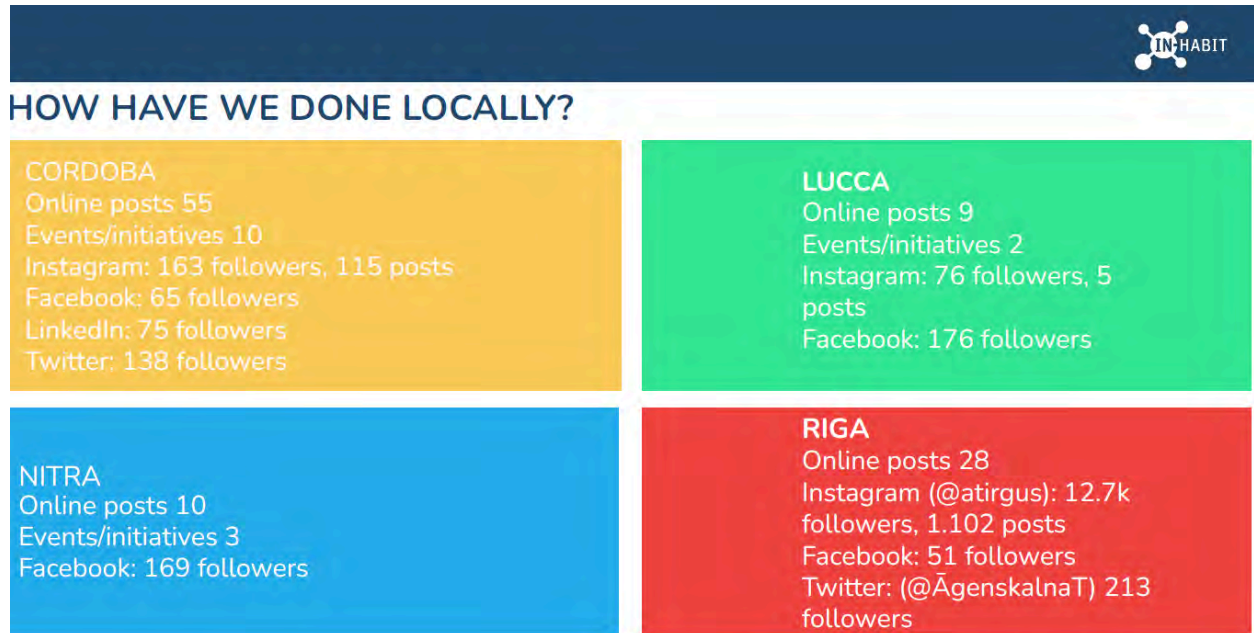 IN-HABIT
HOW HAVE WE DONE LOCALLY?
CORDOBA
Online posts 55
Events/initiatives 10
Instagram: 163 followers, 115 posts
Facebook: 65 followers
LinkedIn: 75 followers
Twitter: 138 followers
LUCCA
Online posts 9
Events/initiatives 2
Instagram: 76 followers, 5
posts
Facebook: 176 followers
NITRA
Online posts 10
Events/initiatives 3
Facebook: 169 followers
RIGA
Online posts 28
Instagram (@atirgus): 12.7k
followers, 1.102 posts
Facebook: 51 followers
Twitter: (@ĀgenskalnaT) 213
followers